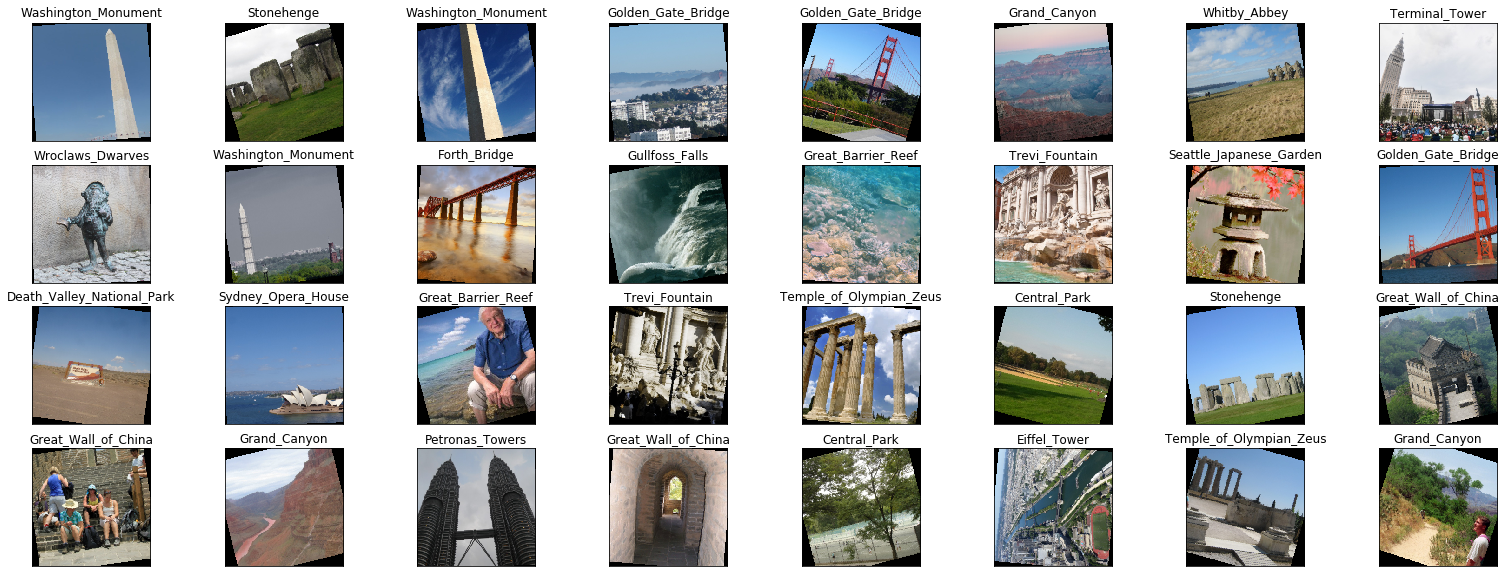 Washington_Monument
Stonehenge
Washington_Monument
Golden_Gate_Bridge
Golden_Gate_Bridge
Grand_Canyon
Whitby_Abbey
Terminal_Tower
Wroclaws_Dwarves
Washington_Monument
Forth_Bridge
Gullfoss_Falls
Great_Barrier_Reef
Trevi_Fountain
Seattle_Japanese_Garden
Golden_Gate_Bridge
Death_Valley_National_Park
Sydney_Opera_House
Great_Barrier_Reef
Trevi_Fountain
Temple_of_Olympian_Zeus
Central_Park
Stonehenge
Great_Wall_of_China
Great_Wall_of_China
Grand_Canyon
Petronas_Towers
Great_Wall_of_China
Central_Park
Eiffel_Tower
Temple_of_Olympian_Zeus
Grand_Canyon